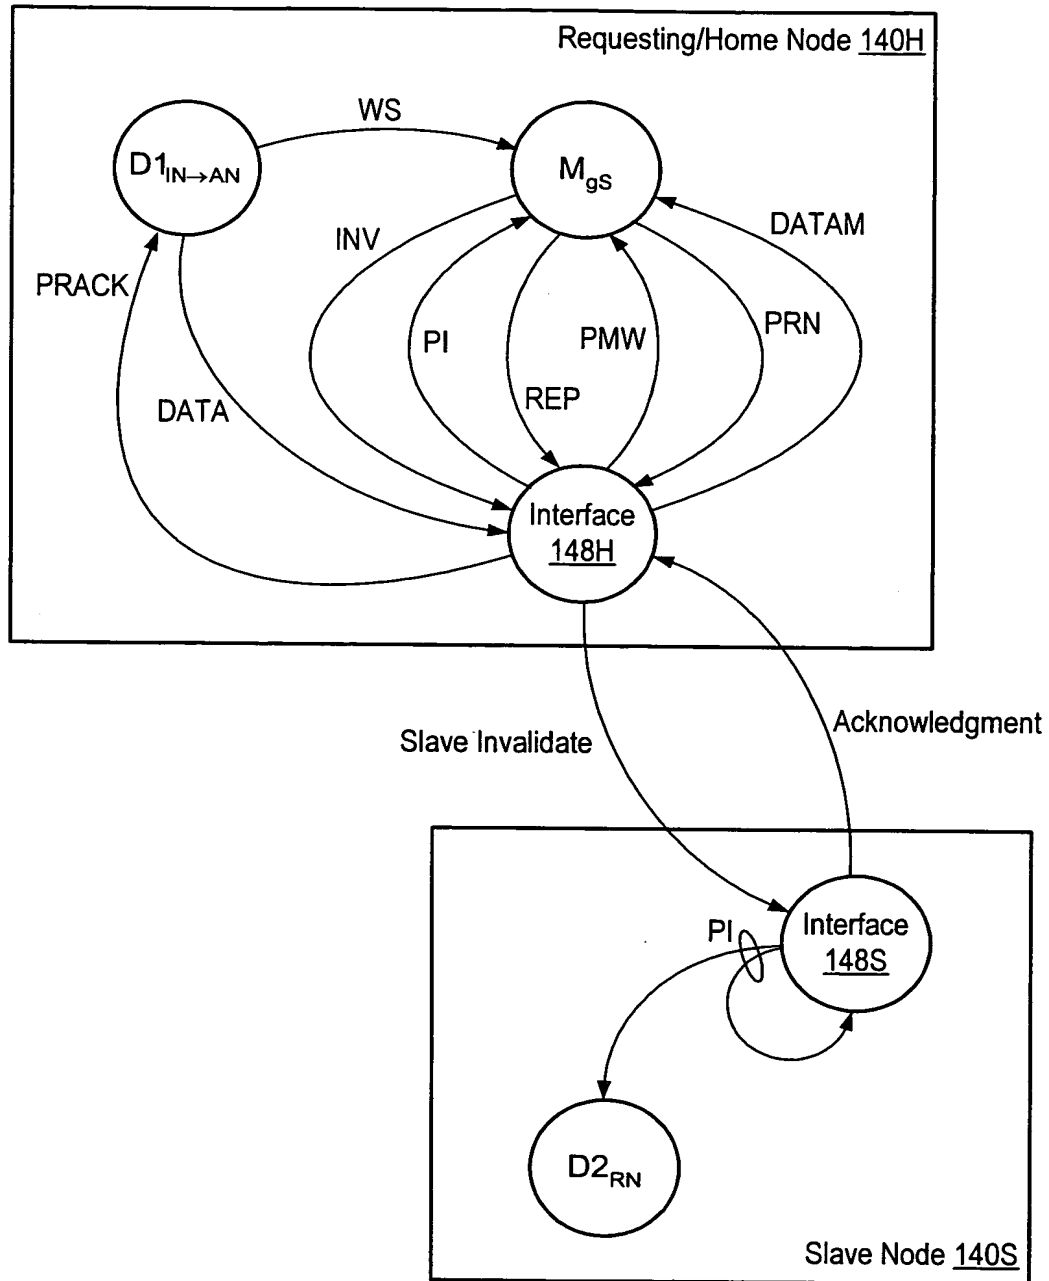 Requesting/Home Node 140H
WS
D1IN→AN
MgS
INV
DATAM
PRACK
PI
PMW
PRN
REP
DATA
Interface
148H
Slave Invalidate
Acknowledgment
PI
Interface
148S
D2RN
Slave Node 140S